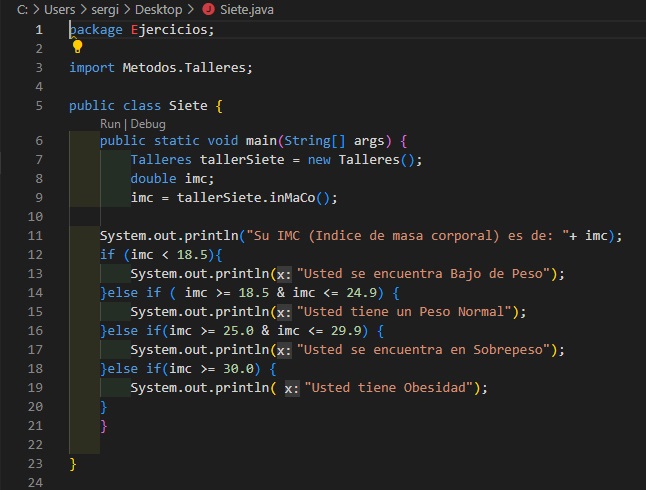 C: > Users > sergi > Desktop > Siete.java
1 package Ejercicios;
2
3 import Metodos.Talleres;
4
5 public class Siete {
Run | Debug
6 public static void main(String[] args) {
7 Talleres tallerSiete = new Talleres();
8 double imc;
9 imc = tallerSiete.inMaCo();
10
11 System.out.println("Su IMC (Indice de masa corporal) es de: "+ imc);
12 if (imc < 18.5){
13 System.out.println(x: "Usted se encuentra Bajo de Peso");
14 }else if ( imc >= 18.5 & imc <= 24.9) {
15 System.out.println(x: "Usted tiene un Peso Normal");
16 }else if(imc >= 25.0 & imc <= 29.9) {
17 System.out.println(x: "Usted se encuentra en Sobrepeso");
18 }else if(imc >= 30.0) {
19 System.out.println( x: "Usted tiene Obesidad");
20 }
21 }
22
23 }
24